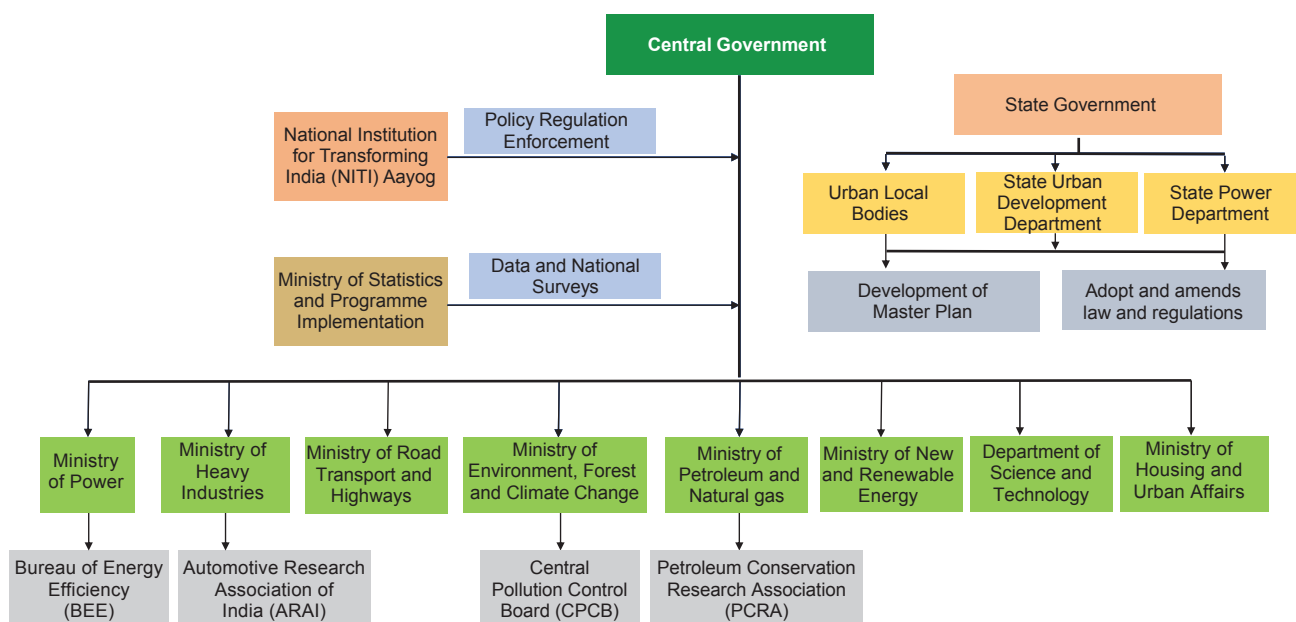 Central Government
National Institution
for Transforming
India (NITI) Aayog
Policy Regulation
Enforcement
Ministry of Statistics
and Programme
Implementation
Data and National
Surveys
State Government
Urban Local
Bodies
State Urban
Development
Department
State Power
Department
Development of
Master Plan
Adopt and amends
law and regulations
Ministry
of Power
Ministry of
Heavy
Industries
Ministry of Road
Transport and
Highways
Ministry of
Environment, Forest
and Climate Change
Ministry of
Petroleum and
Natural gas
Ministry of New
and Renewable
Energy
Department of
Science and
Technology
Ministry of
Housing and
Urban Affairs
Bureau of Energy
Efficiency
(BEE)
Automotive Research
Association of
India (ARAI)
Central
Pollution Control
Board (CPCB)
Petroleum Conservation
Research Association
(PCRA)